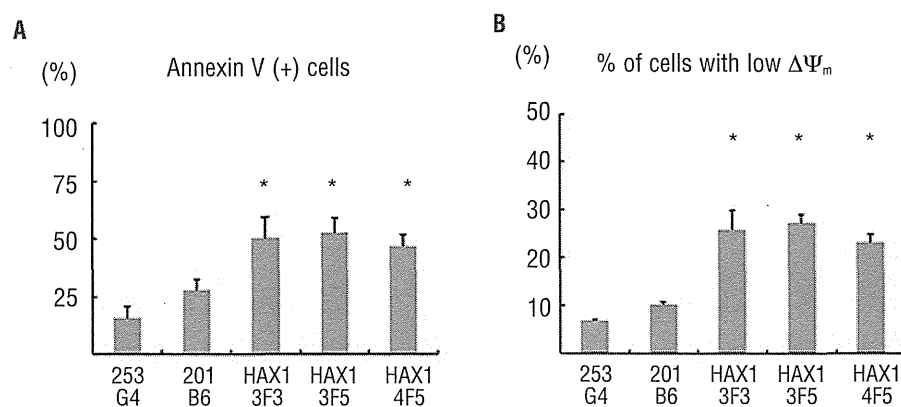 A
(%)
Annexin V (+) cells
100
75
50
25
* * *
253 G4
201 B6
HAX1 3F3
HAX1 3F5
HAX1 4F5
B
(%)
% of cells with low ΔΨm
50
40
30
20
10
* * *
253 G4
201 B6
HAX1 3F3
HAX1 3F5
HAX1 4F5